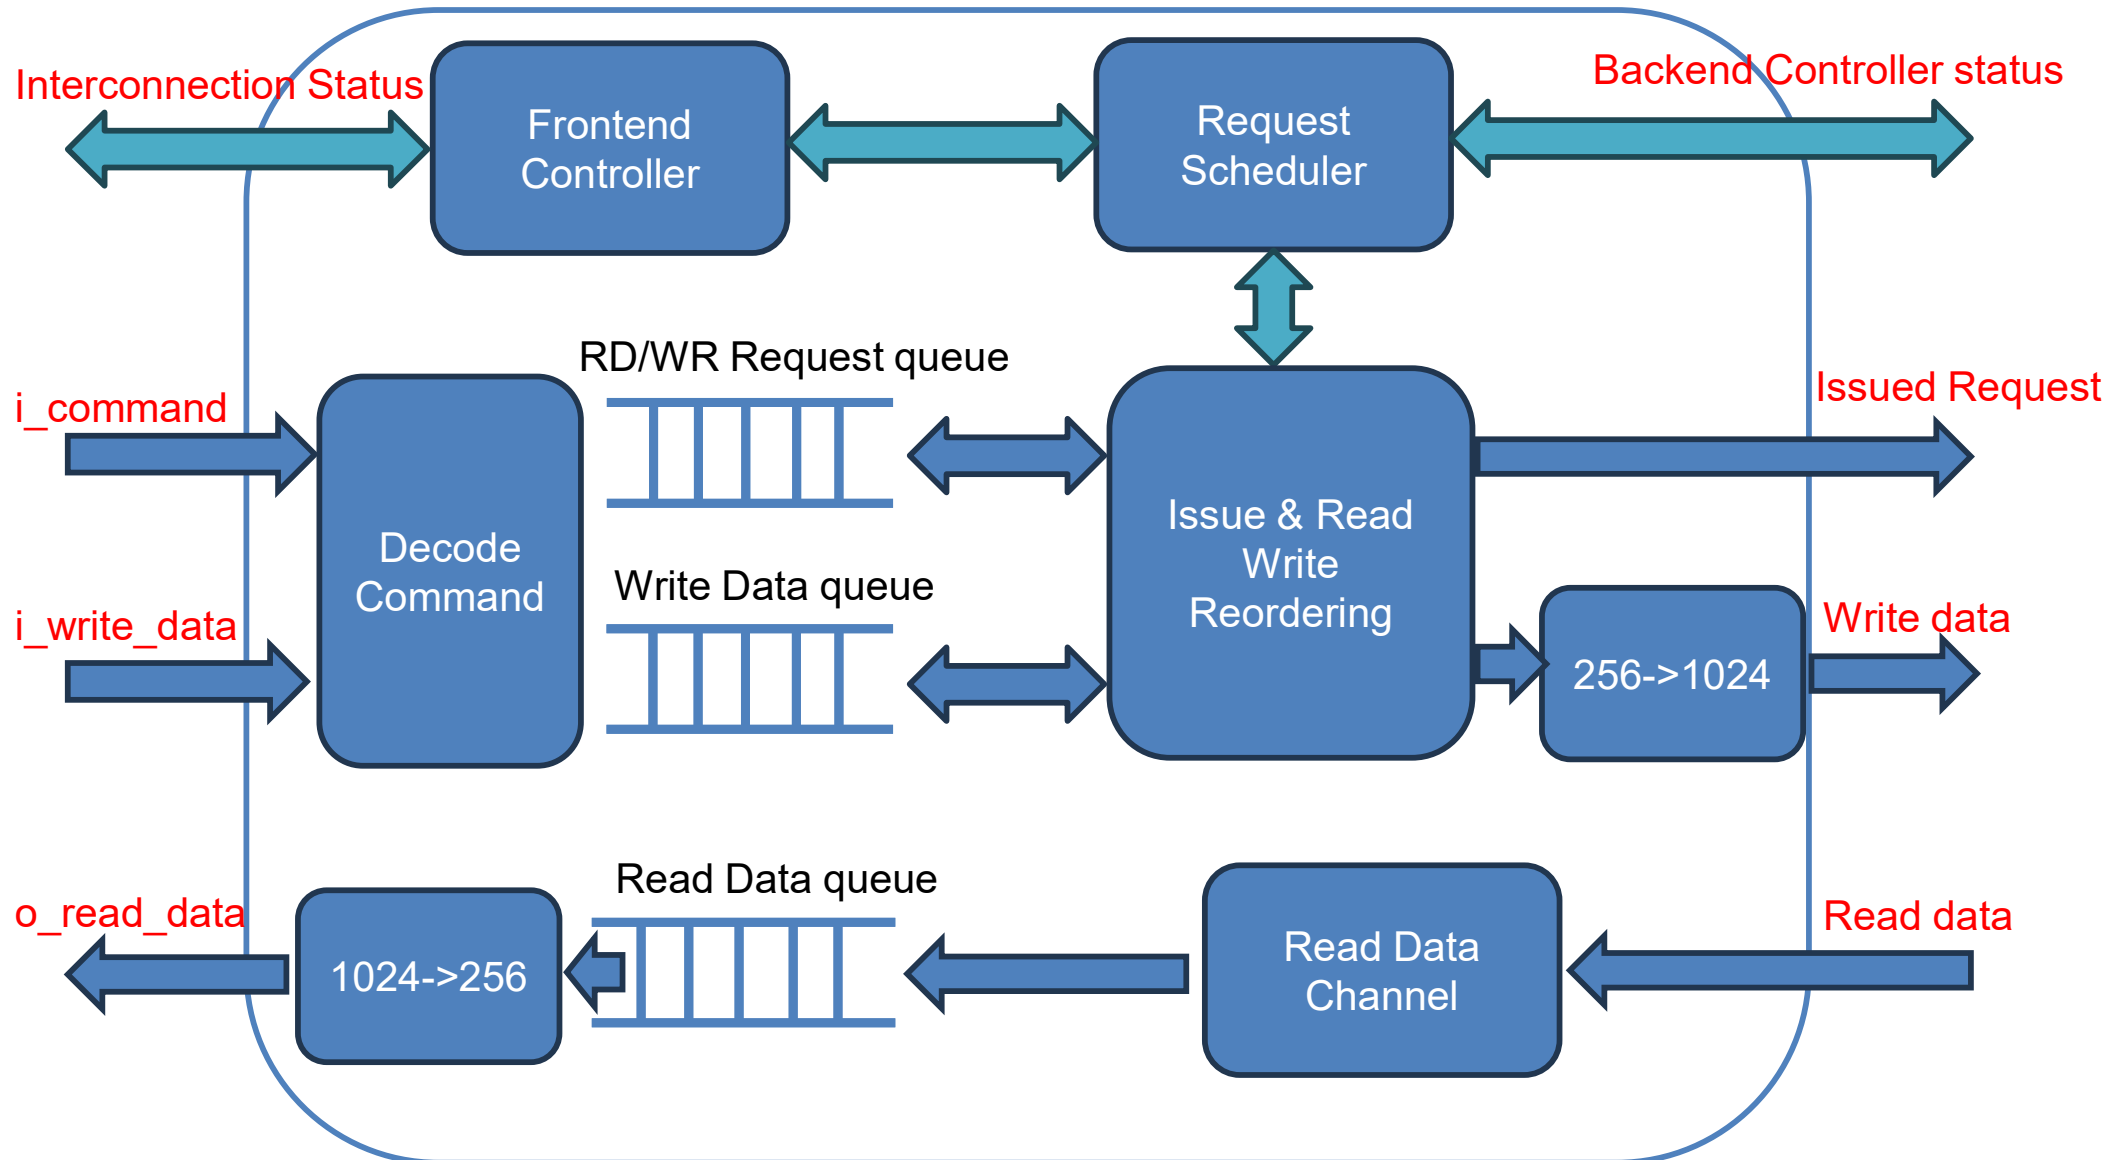 Interconnection Status
Frontend
Controller
Request
Scheduler
Backend Controller status
RD/WR Request queue
i_command
Issued Request
Decode
Command
Issue & Read
Write
Reordering
Write Data queue
i_write_data
Write data
256->1024
Read Data queue
o_read_data
1024->256
Read Data
Channel
Read data